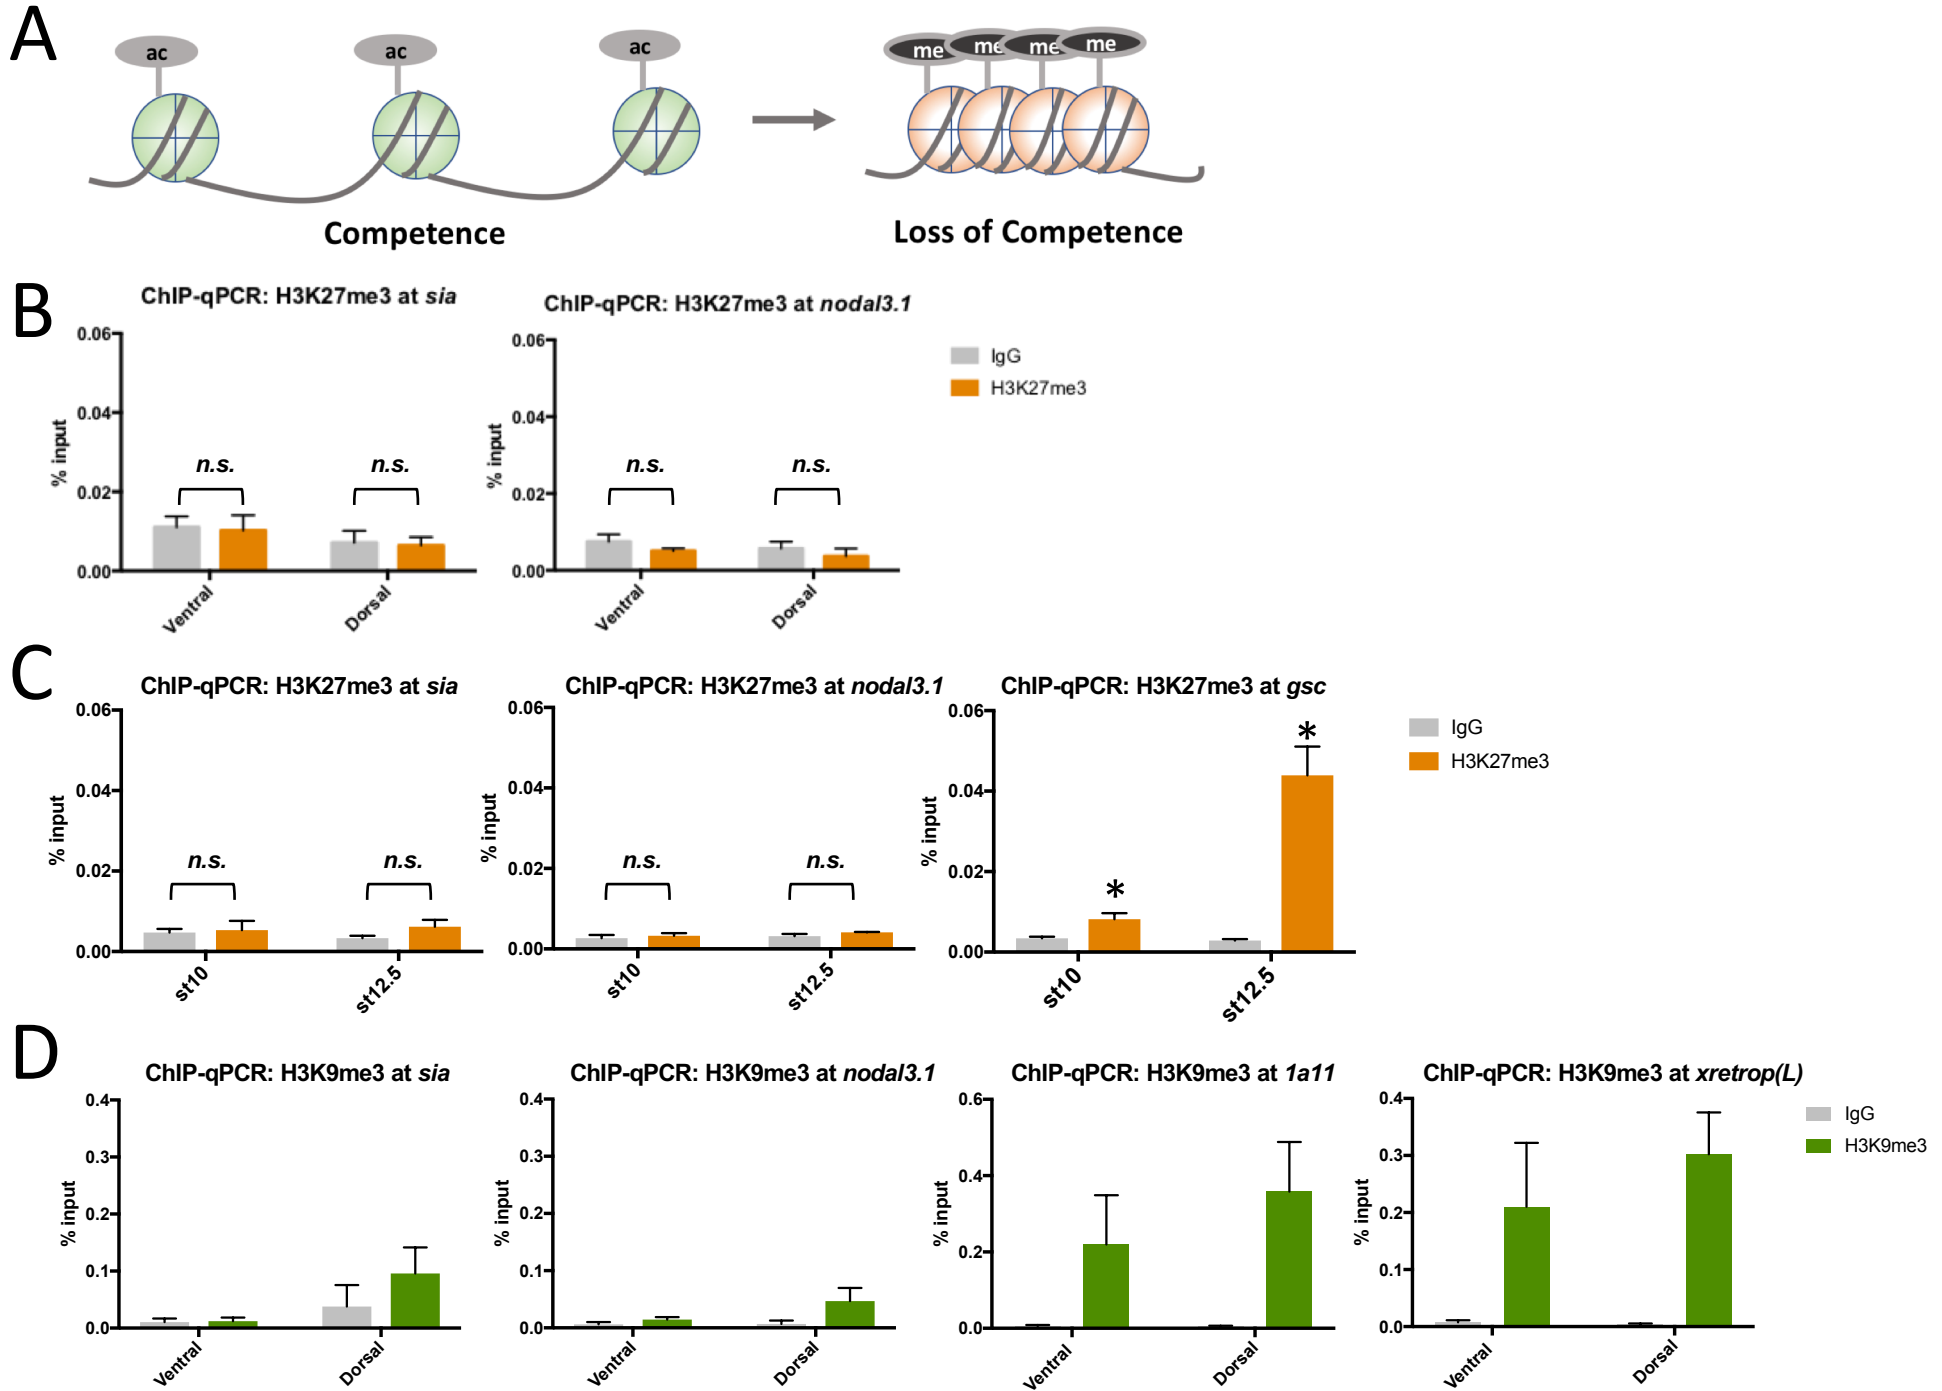 A
ac ac ac me me me me
Competence Loss of Competence
B
ChIP-qPCR: H3K27me3 at sia
% input
0.06
0.04
0.02
0.00
n.s. n.s.
Ventral Dorsal
ChIP-qPCR: H3K27me3 at nodal3.1
% input
0.06
0.04
0.02
0.00
n.s. n.s.
Ventral Dorsal
IgG
H3K27me3
C
ChIP-qPCR: H3K27me3 at sia
% input
0.06
0.04
0.02
0.00
n.s. n.s.
st10 st12.5
ChIP-qPCR: H3K27me3 at nodal3.1
% input
0.06
0.04
0.02
0.00
n.s. n.s.
st10 st12.5
ChIP-qPCR: H3K27me3 at gsc
% input
0.06
0.04
0.02
0.00
* *
st10 st12.5
IgG
H3K27me3
D
ChIP-qPCR: H3K9me3 at sia
% input
0.4
0.3
0.2
0.1
0.0
Ventral Dorsal
ChIP-qPCR: H3K9me3 at nodal3.1
% input
0.4
0.3
0.2
0.1
0.0
Ventral Dorsal
ChIP-qPCR: H3K9me3 at 1a11
% input
0.6
0.4
0.2
0.0
Ventral Dorsal
ChIP-qPCR: H3K9me3 at xretrop(L)
% input
0.4
0.3
0.2
0.1
0.0
Ventral Dorsal
IgG
H3K9me3